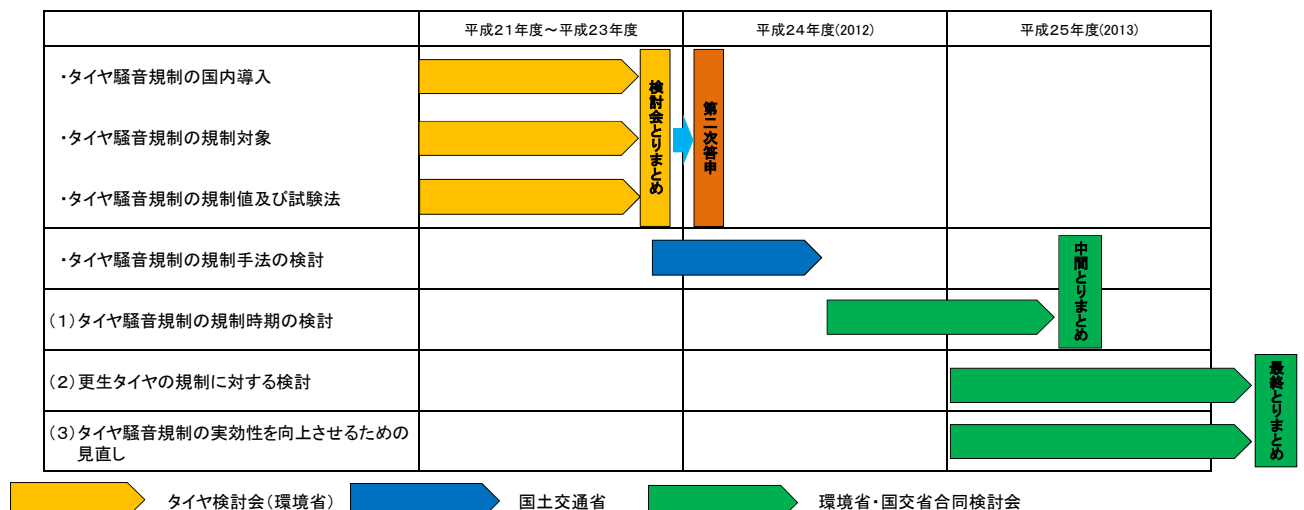 平成21年度～平成23年度
平成24年度(2012)
平成25年度(2013)
・タイヤ騒音規制の国内導入
・タイヤ騒音規制の規制対象
・タイヤ騒音規制の規制値及び試験法
検討会とりまとめ
第二次答申
・タイヤ騒音規制の規制手法の検討
(1)タイヤ騒音規制の規制時期の検討
中間とりまとめ
(2)更生タイヤの規制に対する検討
(3)タイヤ騒音規制の実効性を向上させるための
見直し
最終とりまとめ
タイヤ検討会(環境省)
国土交通省
環境省・国交省合同検討会